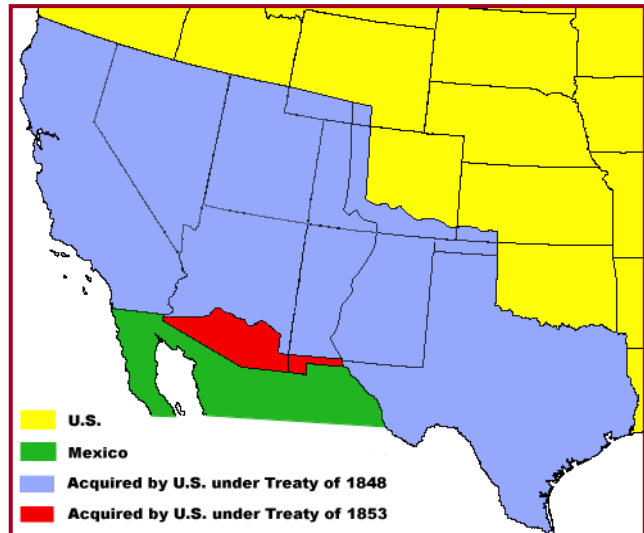 U.S.
Mexico
Acquired by U.S. under Treaty of 1848
Acquired by U.S. under Treaty of 1853